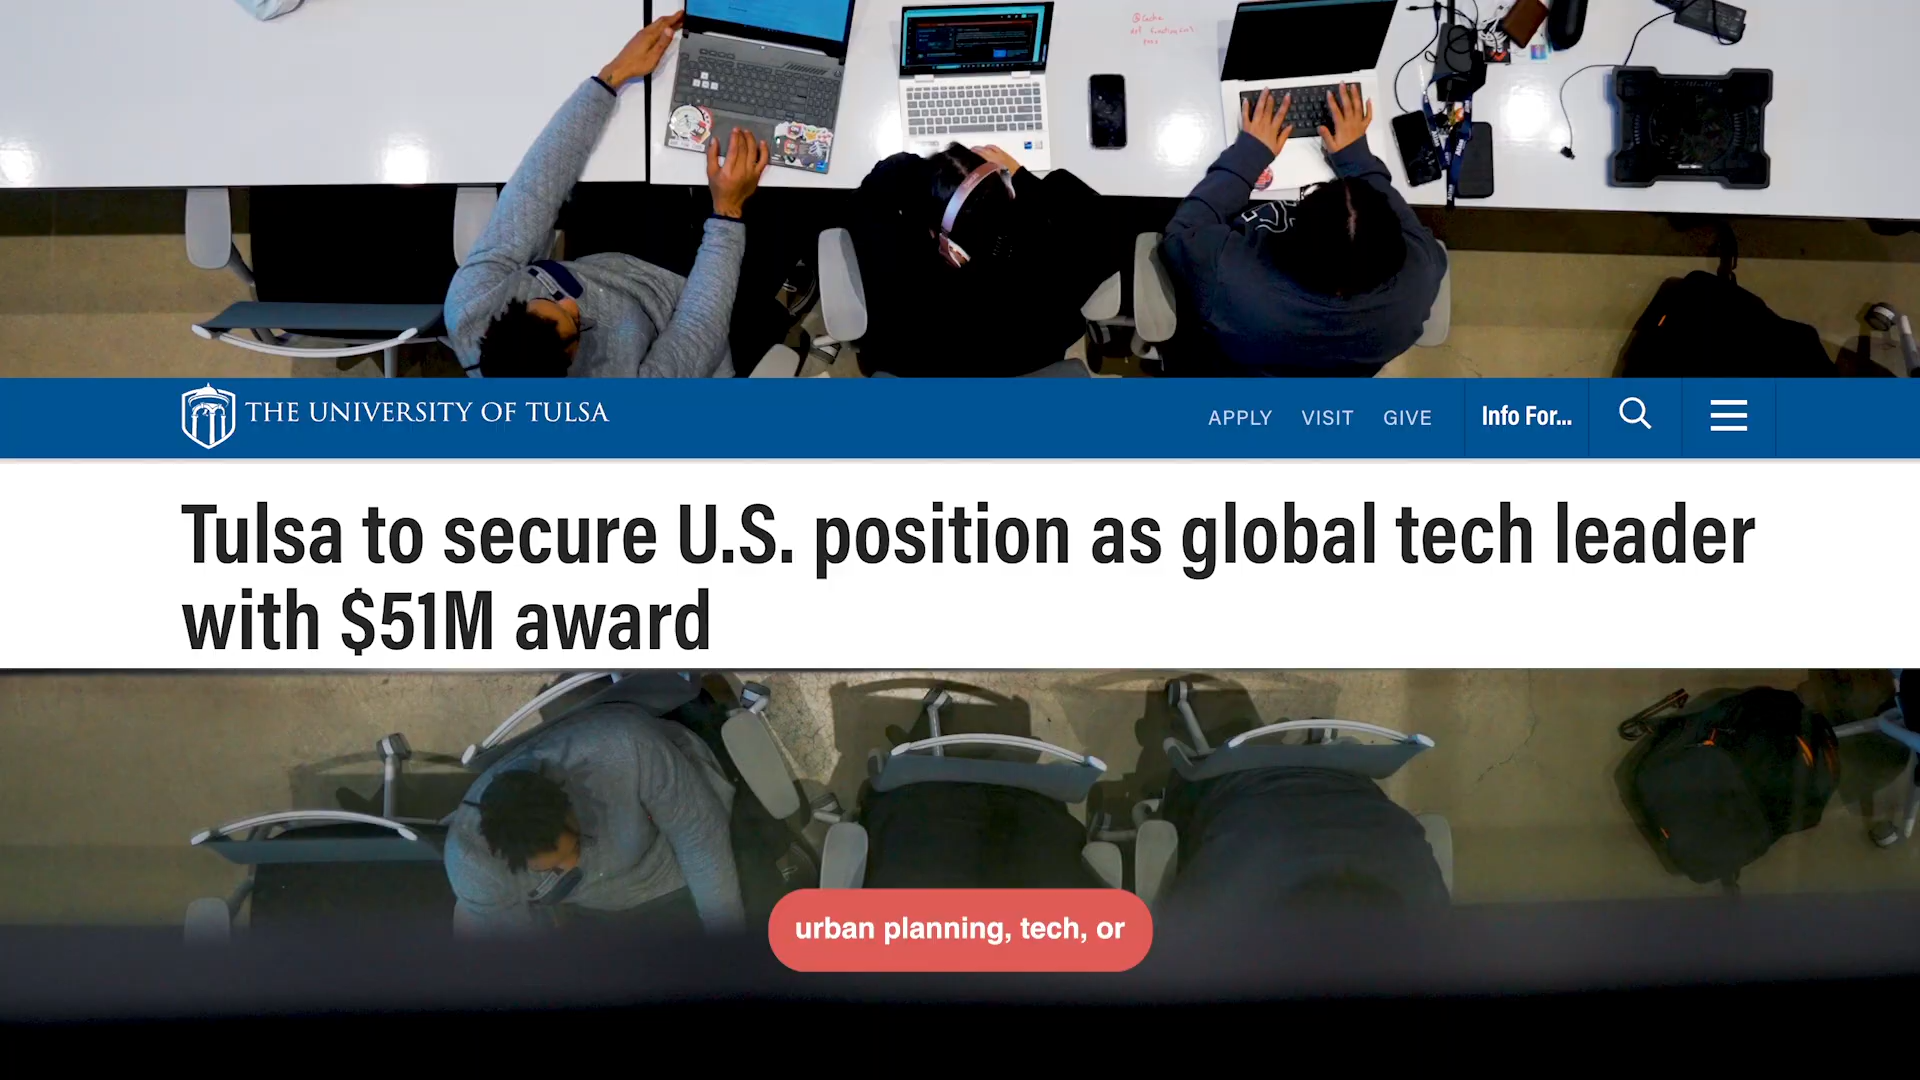 THE UNIVERSITY OF TULSA
APPLY VISIT GIVE Info For...
Tulsa to secure U.S. position as global tech leader
with $51M award
urban planning, tech, or